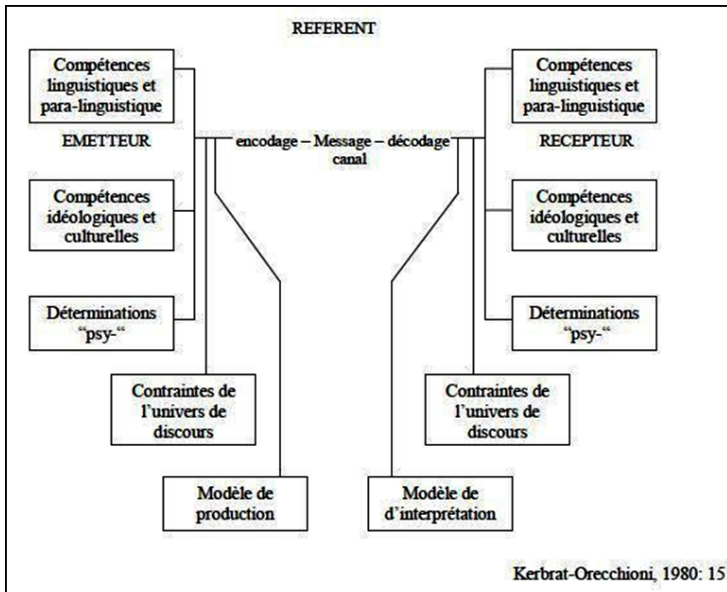 REFERENT
Compétences
linguistiques et
para-linguistique
Compétences
linguistiques et
para-linguistique
EMETTEUR
encodage – Message – décodage
canal
RECEPTEUR
Compétences
idéologiques et
culturelles
Compétences
idéologiques et
culturelles
Déterminations
“psy-“
Déterminations
“psy-“
Contraintes de
l’univers de
discours
Contraintes de
l’univers de
discours
Modèle de
production
Modèle de
d’interprétation
Kerbrat-Orecchioni, 1980: 15